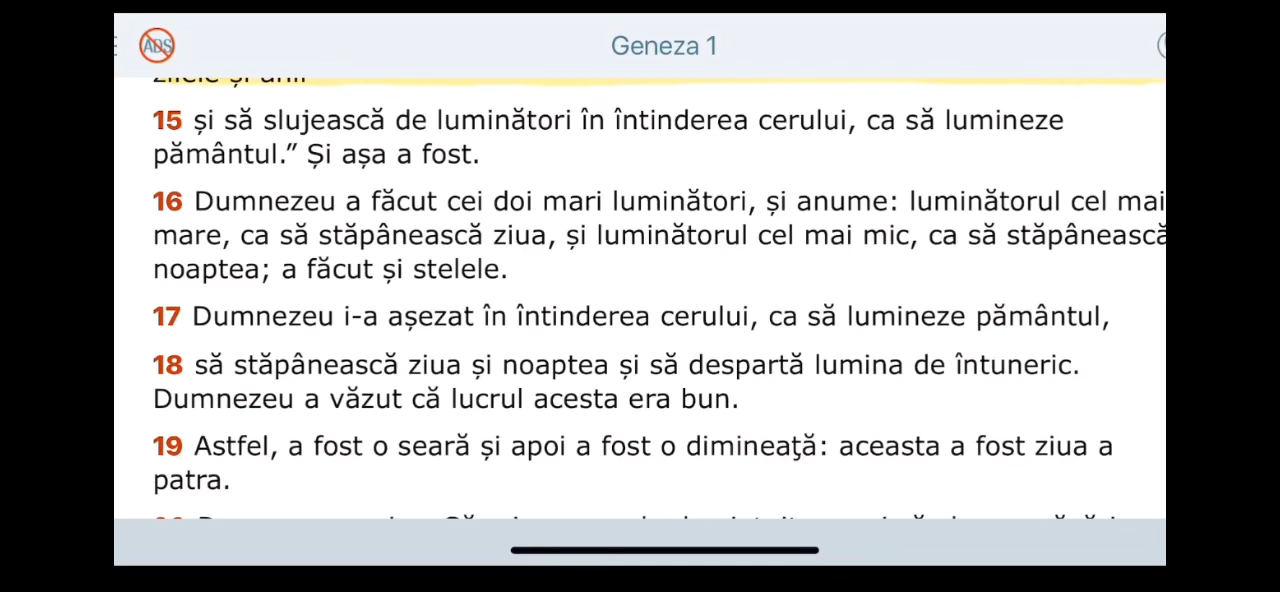 ADS
Geneza 1
zilele și anii
15 și să slujească de luminători în întinderea cerului, ca să lumineze
pământul.” Și așa a fost.
16 Dumnezeu a făcut cei doi mari luminători, și anume: luminătorul cel mai
mare, ca să stăpânească ziua, și luminătorul cel mai mic, ca să stăpânească
noaptea; a făcut și stelele.
17 Dumnezeu i-a așezat în întinderea cerului, ca să lumineze pământul,
18 să stăpânească ziua și noaptea și să despartă lumina de întuneric.
Dumnezeu a văzut că lucrul acesta era bun.
19 Astfel, a fost o seară și apoi a fost o dimineaţă: aceasta a fost ziua a
patra.